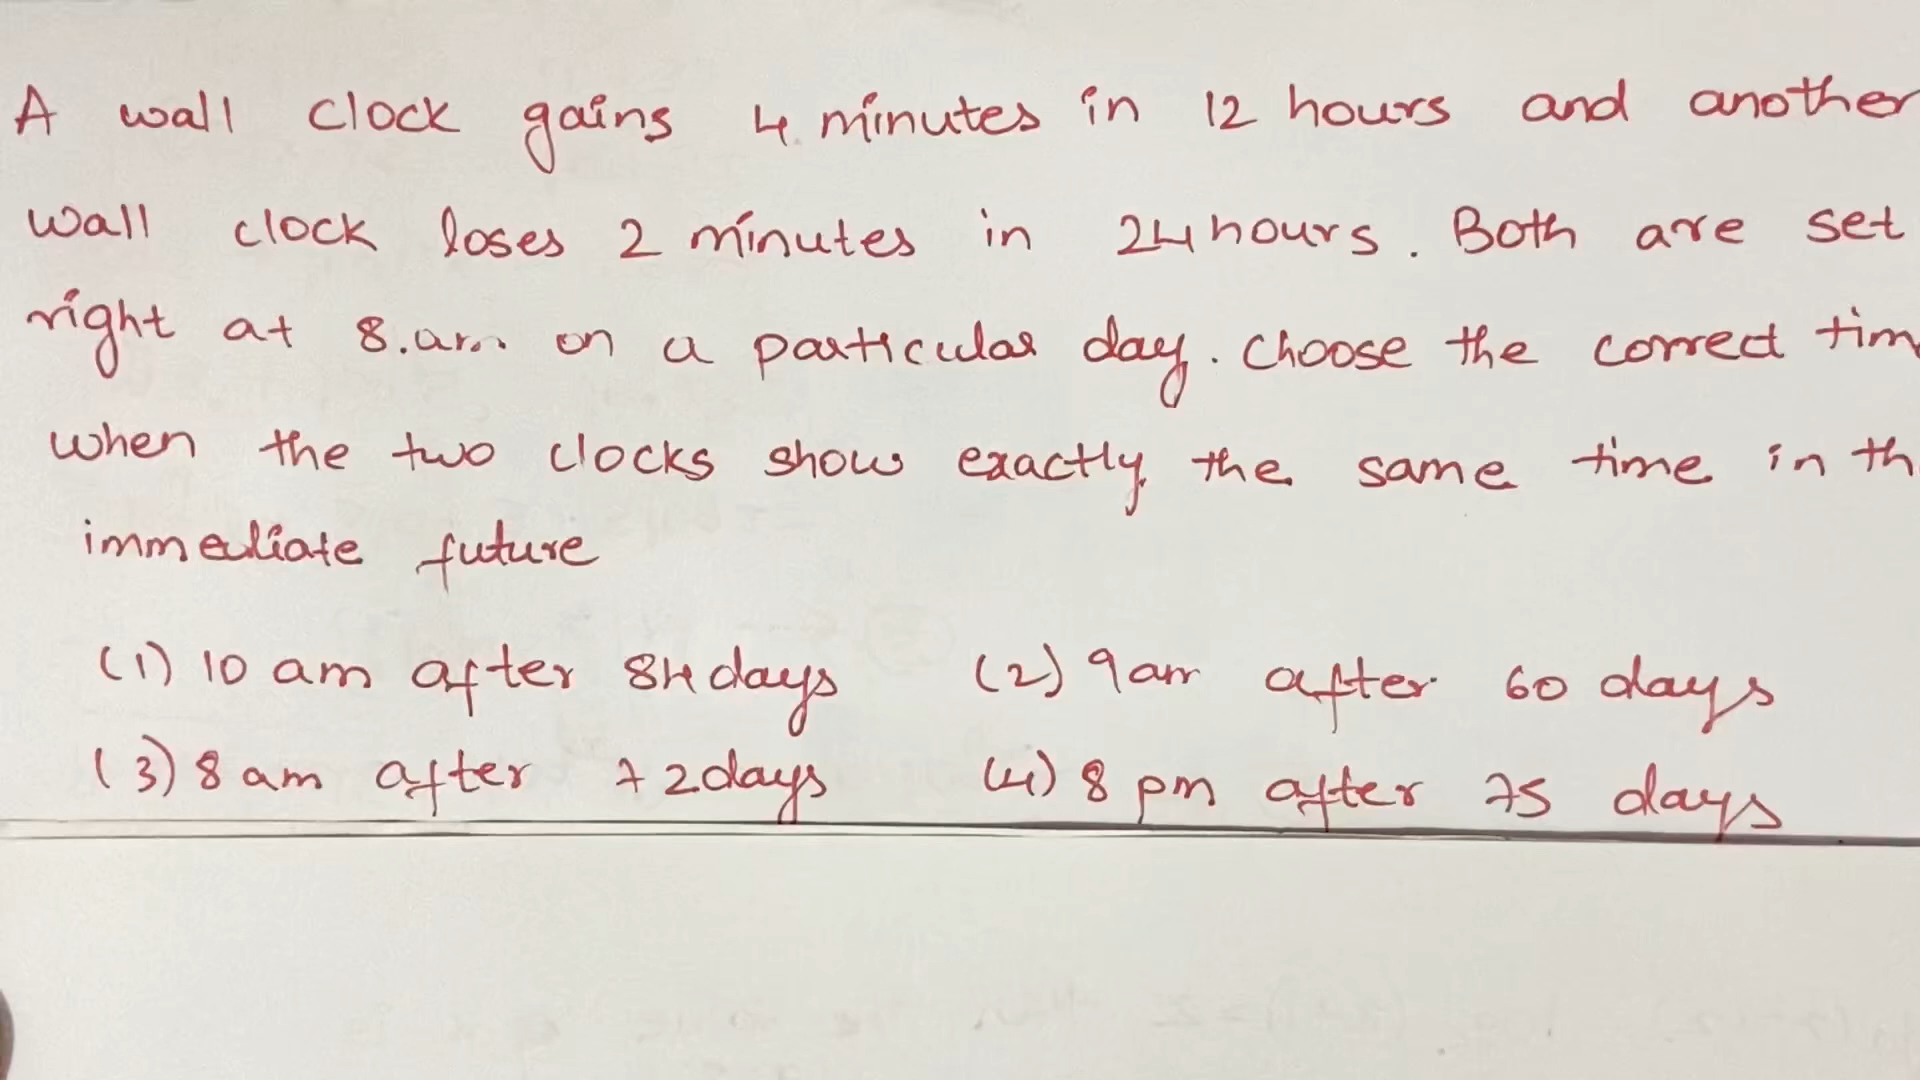 A wall clock gains 4 minutes in 12 hours and another
wall clock loses 2 minutes in 24 hours. Both are set
right at 8.am on a particular day. Choose the correct tim
when the two clocks show exactly the same time in th
immediate future
(1) 10 am after 84 days (2) 9am after 60 days
(3) 8 am after 72 days (4) 8 pm after 75 days